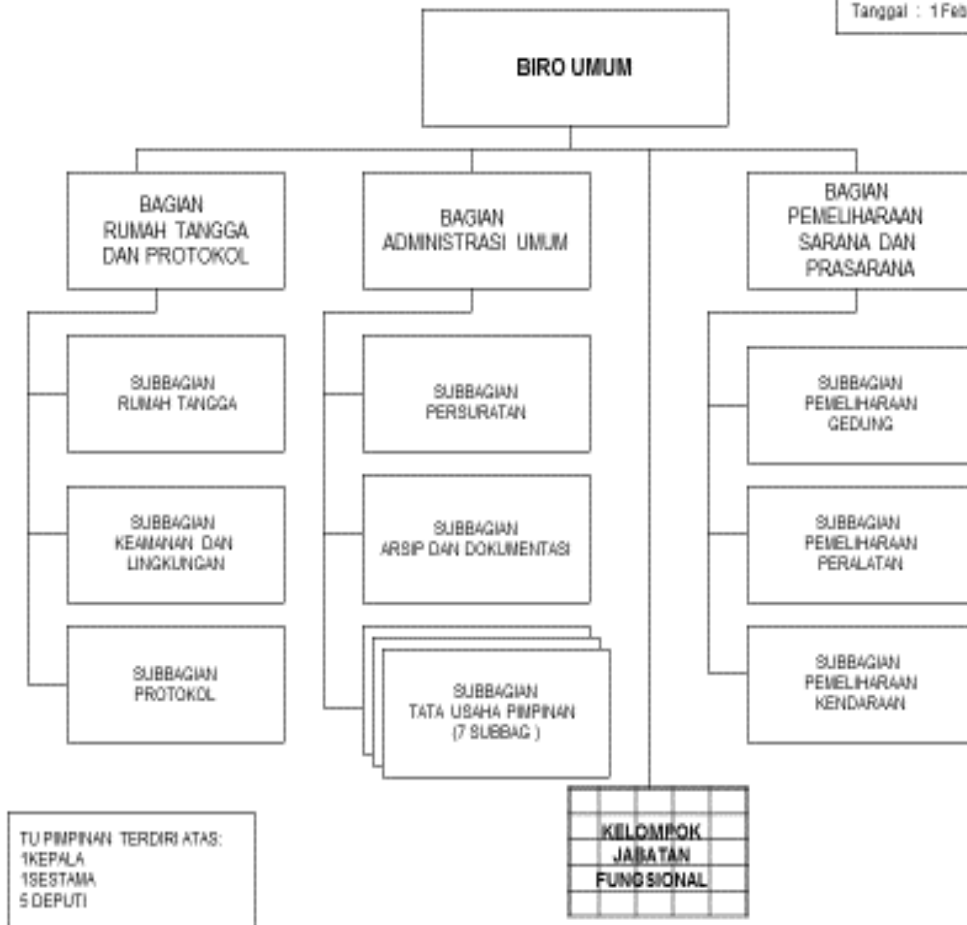 Tanggal : 1 Feb
BIRO UMUM
BAGIAN
RUMAH TANGGA
DAN PROTOKOL
BAGIAN
ADMINISTRASI UMUM
BAGIAN
PEMELIHARAAN
SARANA DAN
PRASARANA
SUBBAGIAN
RUMAH TANGGA
SUBBAGIAN
PERSURATAN
SUBBAGIAN
PEMELIHARAAN
GEDUNG
SUBBAGIAN
KEAMANAN DAN
LINGKUNGAN
SUBBAGIAN
ARSIP DAN DOKUMENTASI
SUBBAGIAN
PEMELIHARAAN
PERALATAN
SUBBAGIAN
PROTOKOL
SUBBAGIAN
TATA USAHA PIMPINAN
(7 SUBBAG )
SUBBAGIAN
PEMELIHARAAN
KENDARAAN
KELOMPOK
JABATAN
FUNGSIONAL
TU PIMPINAN TERDIRI ATAS:
1KEPALA
1SESTAMA
5 DEPUTI